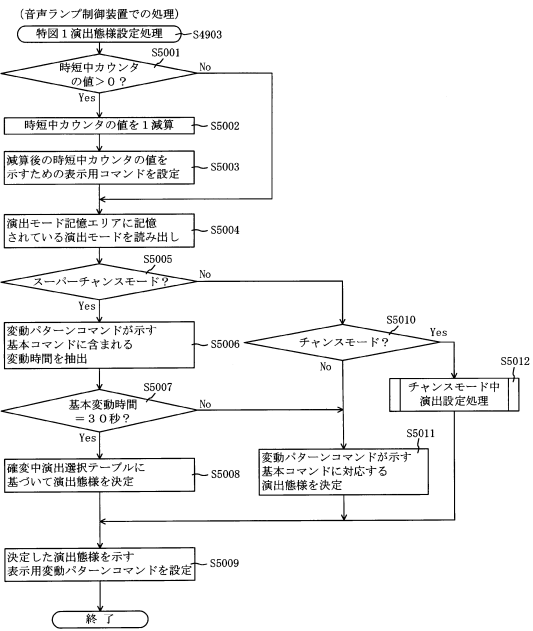 (音声ランプ制御装置での処理)
特図1演出態様設定処理
S4903
S5001
時短中カウンタ
の値>0?
No
Yes
時短中カウンタの値を1減算
S5002
減算後の時短中カウンタの値を
示すための表示用コマンドを設定
S5003
演出モード記憶エリアに記憶
されている演出モードを読み出し
S5004
S5005
スーパーチャンスモード?
No
Yes
変動パターンコマンドが示す
基本コマンドに含まれる
変動時間を抽出
S5006
S5010
チャンスモード?
Yes
No
S5012
チャンスモード中
演出設定処理
S5007
基本変動時間
=30秒?
No
Yes
S5011
変動パターンコマンドが示す
基本コマンドに対応する
演出態様を決定
確変中演出選択テーブルに
基づいて演出態様を決定
S5008
決定した演出態様を示す
表示用変動パターンコマンドを設定
S5009
終了